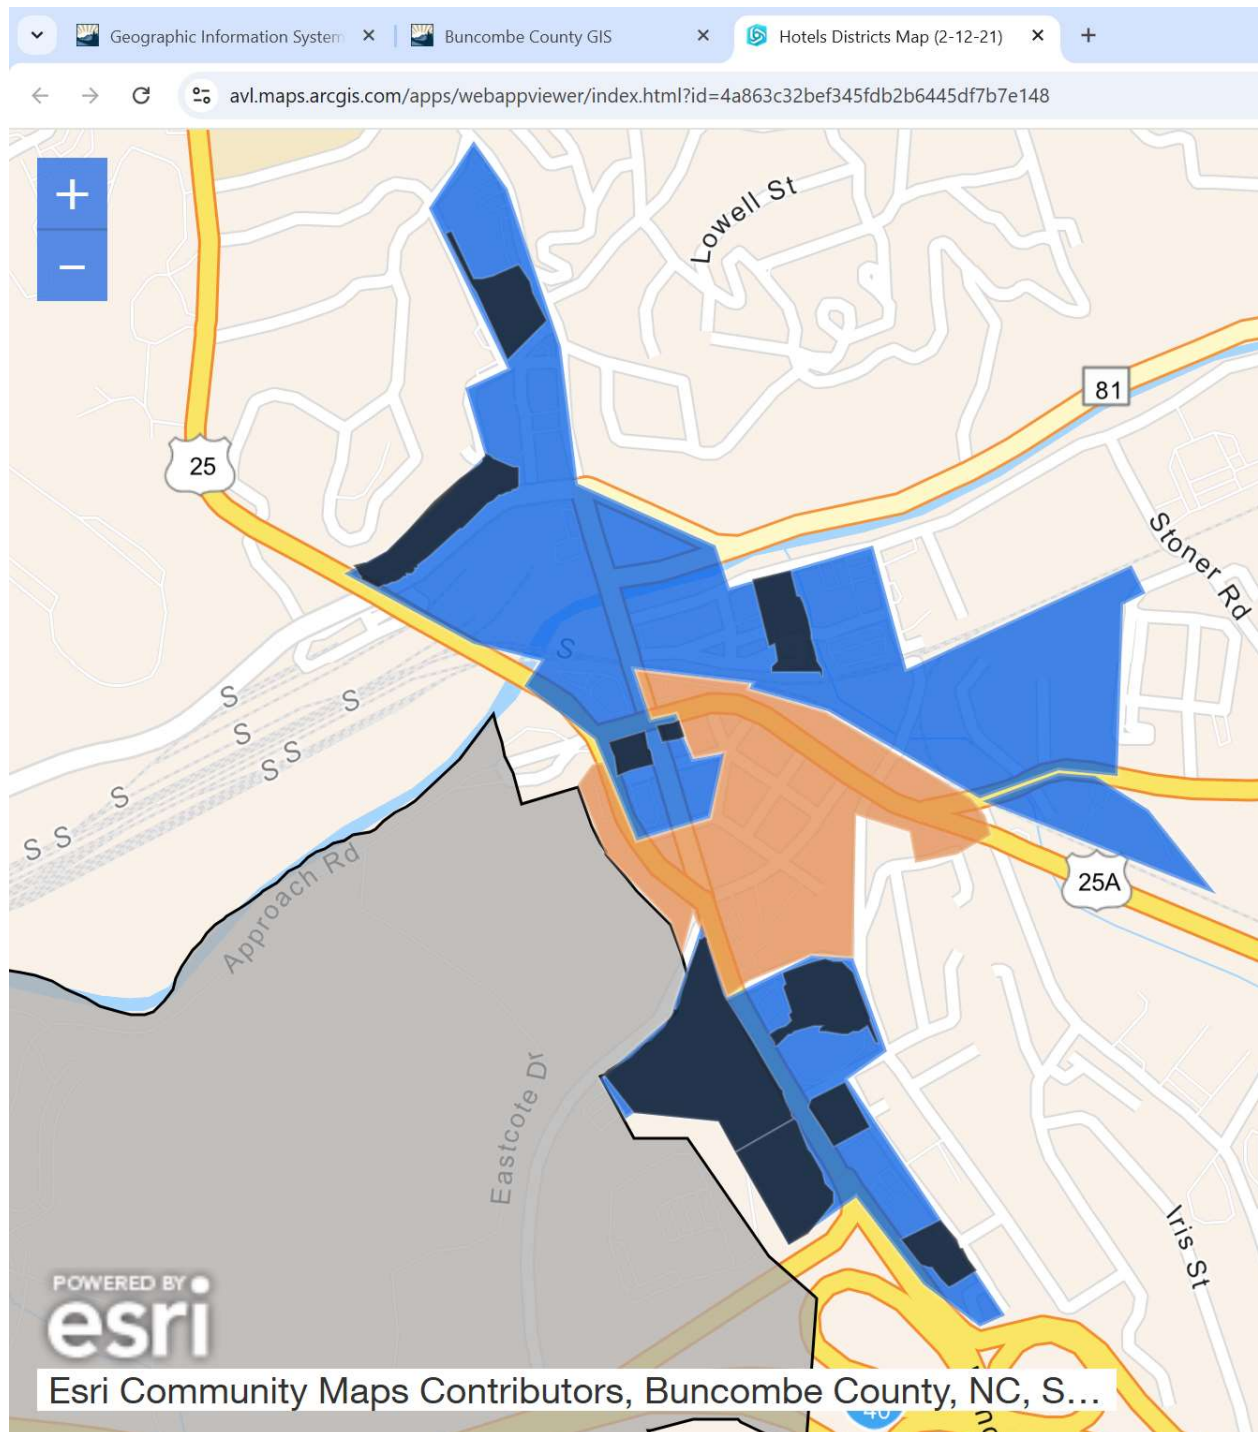 Geographic Information System
Buncombe County GIS
Hotels Districts Map (2-12-21)
avl.maps.arcgis.com/apps/webappviewer/index.html?id=4a863c32bef345fdb2b6445df7b7e148
+
−
Lowell St
81
25
Stoner Rd
S
S
S
S
S
S
S
S
S
25A
Approach Rd
Eastcote Dr
Iris St
POWERED BY
esri
Esri Community Maps Contributors, Buncombe County, NC, S...
40